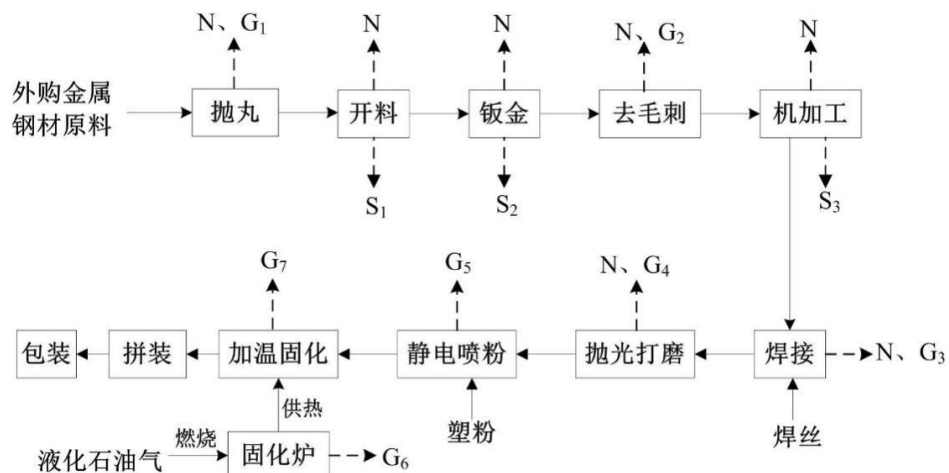 N、G₁
N
N
N、G₂
N
外购金属
钢材原料
抛丸
开料
钣金
去毛刺
机加工
S₁
S₂
S₃
G₇
G₅
N、G₄
包装
拼装
加温固化
静电喷粉
抛光打磨
焊接
N、G₃
供热
塑粉
焊丝
液化石油气
燃烧
固化炉
G₆